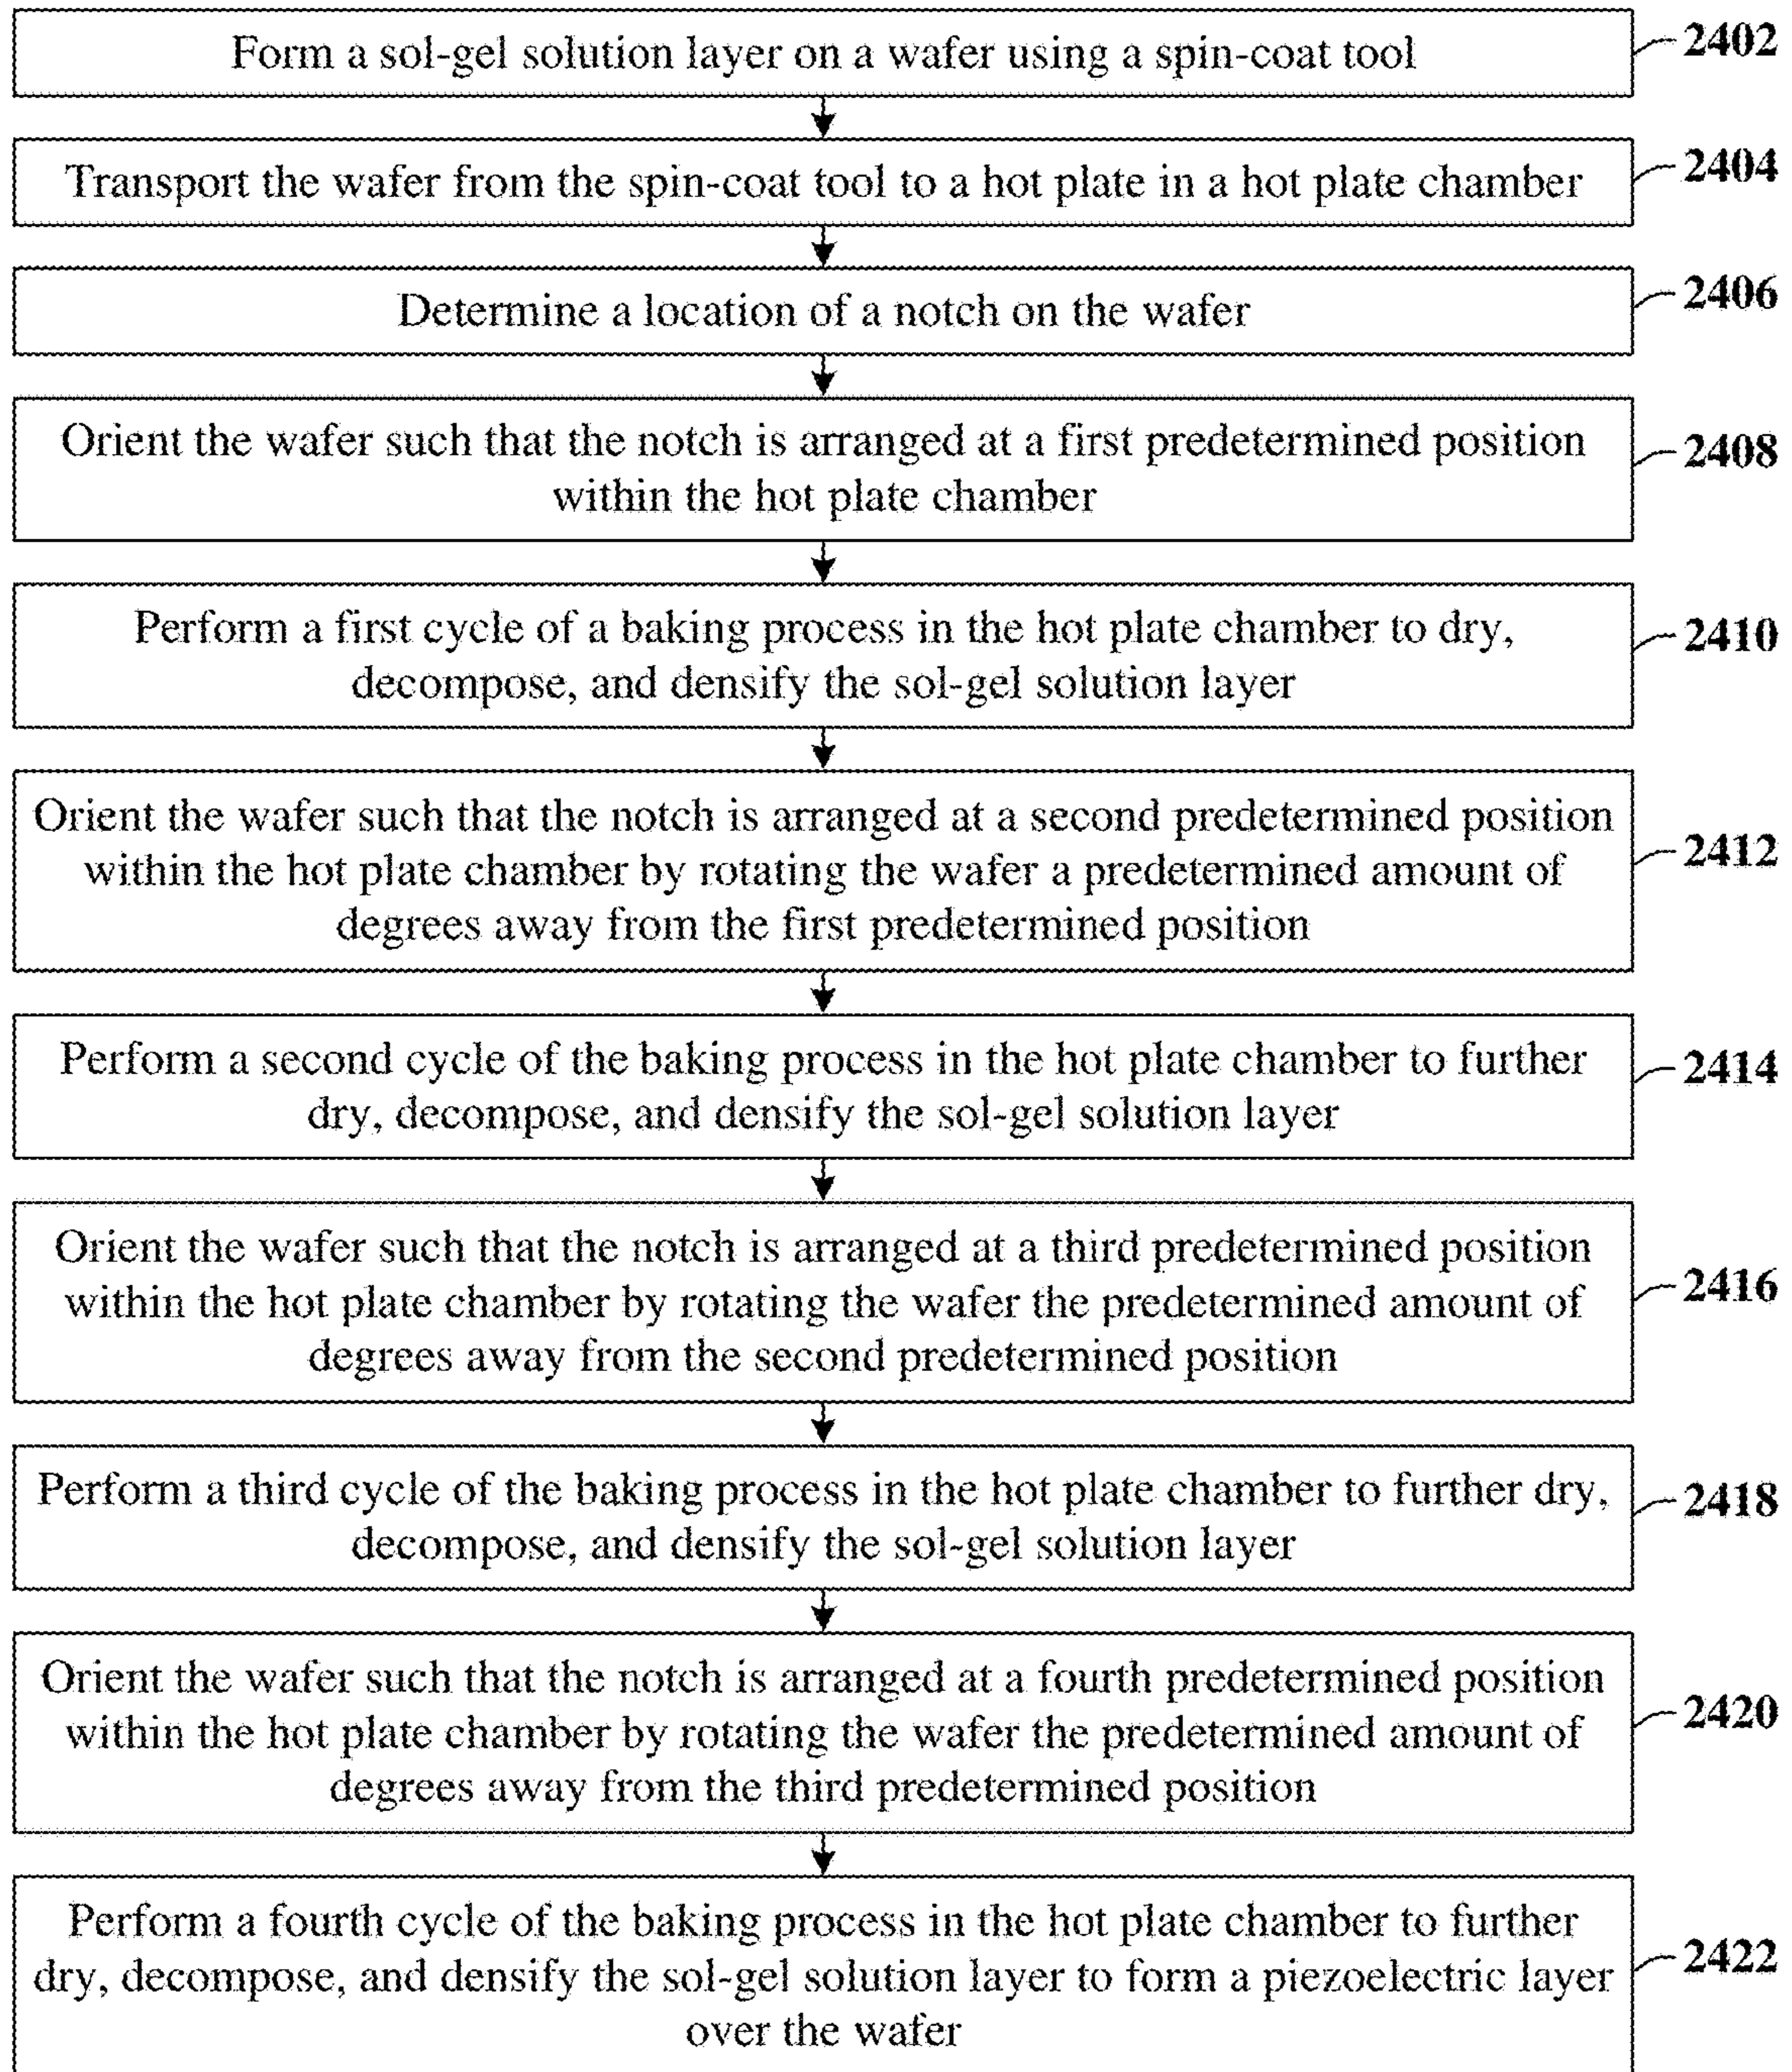 Form a sol-gel solution layer on a wafer using a spin-coat tool
2402
Transport the wafer from the spin-coat tool to a hot plate in a hot plate chamber
2404
Determine a location of a notch on the wafer
2406
Orient the wafer such that the notch is arranged at a first predetermined position
within the hot plate chamber
2408
Perform a first cycle of a baking process in the hot plate chamber to dry,
decompose, and densify the sol-gel solution layer
2410
Orient the wafer such that the notch is arranged at a second predetermined position
within the hot plate chamber by rotating the wafer a predetermined amount of
degrees away from the first predetermined position
2412
Perform a second cycle of the baking process in the hot plate chamber to further
dry, decompose, and densify the sol-gel solution layer
2414
Orient the wafer such that the notch is arranged at a third predetermined position
within the hot plate chamber by rotating the wafer the predetermined amount of
degrees away from the second predetermined position
2416
Perform a third cycle of the baking process in the hot plate chamber to further dry,
decompose, and densify the sol-gel solution layer
2418
Orient the wafer such that the notch is arranged at a fourth predetermined position
within the hot plate chamber by rotating the wafer the predetermined amount of
degrees away from the third predetermined position
2420
Perform a fourth cycle of the baking process in the hot plate chamber to further
dry, decompose, and densify the sol-gel solution layer to form a piezoelectric layer
over the wafer
2422